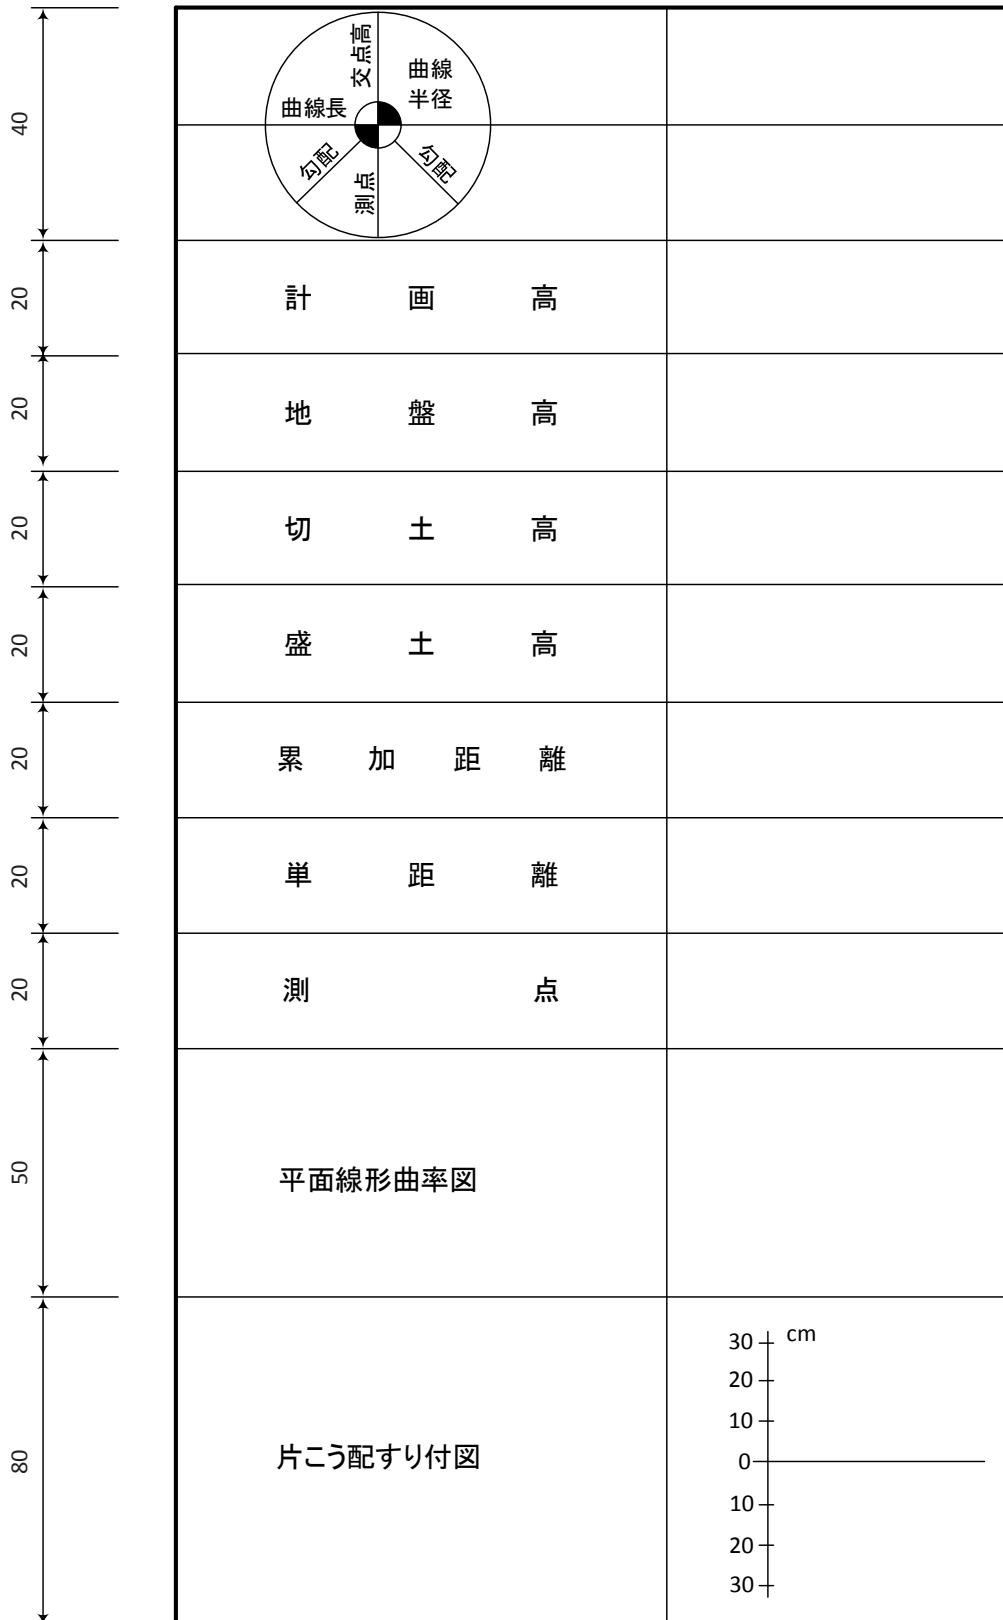 40
交点高
曲線
半径
曲線長
勾配
勾配
測点
20
計画高
20
地盤高
20
切土高
20
盛土高
20
累加距離
20
単距離
20
測点
50
平面線形曲率図
80
片こう配すり付図
30 cm
20
10
0
10
20
30